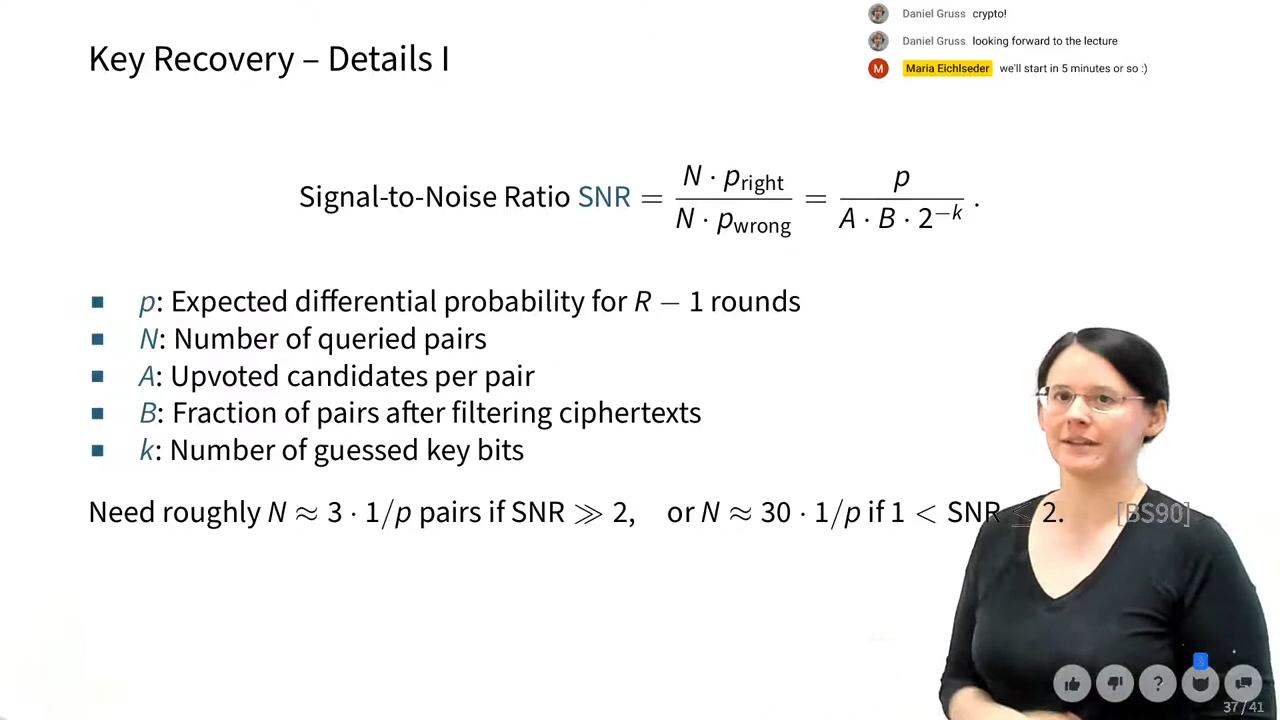 Daniel Gruss crypto!
Daniel Gruss looking forward to the lecture
M Maria Eichlseder we'll start in 5 minutes or so :)
Key Recovery – Details I
Signal-to-Noise Ratio SNR = N · p_right / N · p_wrong = p / A · B · 2^{−k} .
p: Expected differential probability for R − 1 rounds
N: Number of queried pairs
A: Upvoted candidates per pair
B: Fraction of pairs after filtering ciphertexts
k: Number of guessed key bits
Need roughly N ≈ 3 · 1/p pairs if SNR ≫ 2, or N ≈ 30 · 1/p if 1 < SNR ≤ 2. [BS90]
?
37 / 41